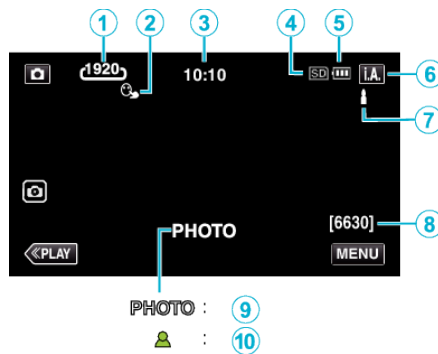 1 2 3 4 5
1920 10:10 SD i.A. 6
7
PHOTO [6630] 8
≪PLAY MENU
PHOTO : 9
: 10